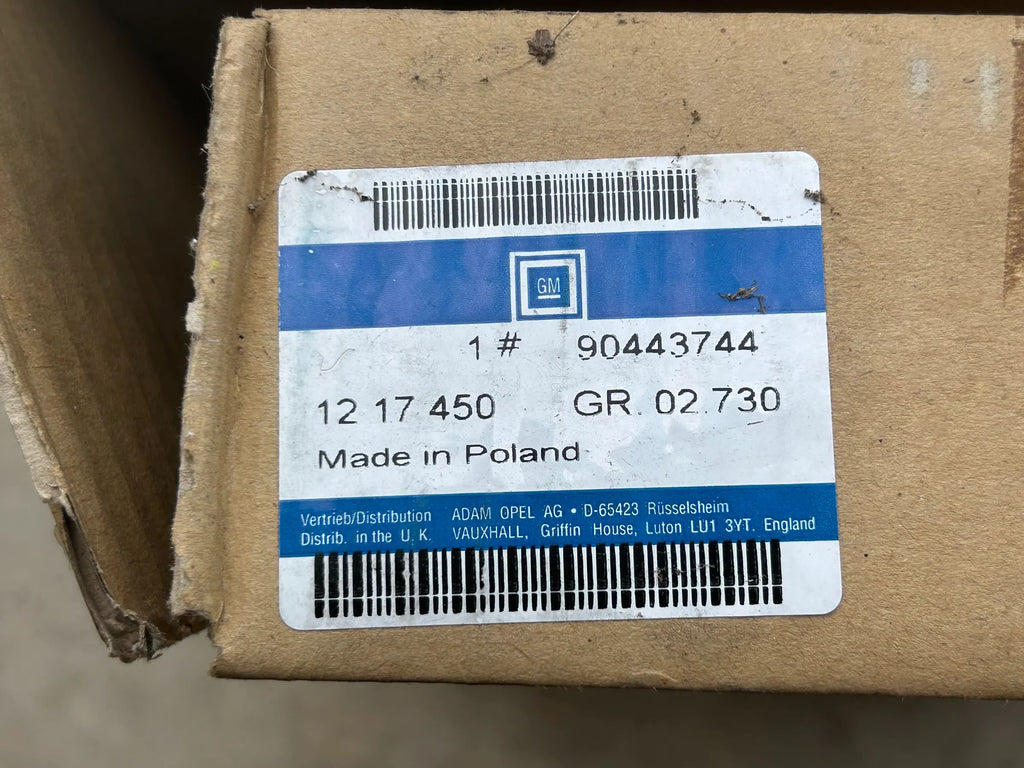 GM
1 # 90443744
12 17 450 GR. 02.730
Made in Poland
Vertrieb/Distribution ADAM OPEL AG • D-65423 Rüsselsheim
Distrib. in the U. K. VAUXHALL, Griffin House, Luton LU1 3YT. England